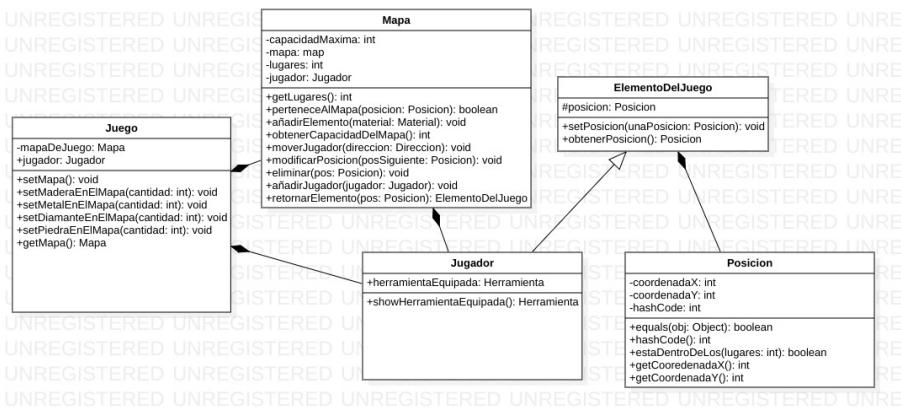 Mapa
-capacidadMaxima: int
-mapa: map
-lugares: int
-jugador: Jugador
+getLugares(): int
+perteneceAlMapa(posicion: Posicion): boolean
+añadirElemento(material: Material): void
+obtenerCapacidadDelMapa(): int
+moverJugador(direccion: Direccion): void
+modificarPosicion(posSiguiente: Posicion): void
+eliminar(pos: Posicion): void
+añadirJugador(jugador: Jugador): void
+retornarElemento(pos: Posicion): ElementoDelJuego
ElementoDelJuego
#posicion: Posicion
+setPosicion(unaPosicion: Posicion): void
+obtenerPosicion(): Posicion
Juego
-mapaDeJuego: Mapa
+jugador: Jugador
+setMapa(): void
+setMaderaEnElMapa(cantidad: int): void
+setMetalEnElMapa(cantidad: int): void
+setDiamanteEnElMapa(cantidad: int): void
+setPiedraEnElMapa(cantidad: int): void
+getMapa(): Mapa
Jugador
+herramientaEquipada: Herramienta
+showHerramientaEquipada(): Herramienta
Posicion
-coordenadaX: int
-coordenadaY: int
-hashCode: int
+equals(obj: Object): boolean
+hashCode(): int
+estaDentroDeLos(lugares: int): boolean
+getCooredenadaX(): int
+getCoordenadaY(): int
UNREGISTERED UNREGISTERED UNREGISTERED UNREGISTERED